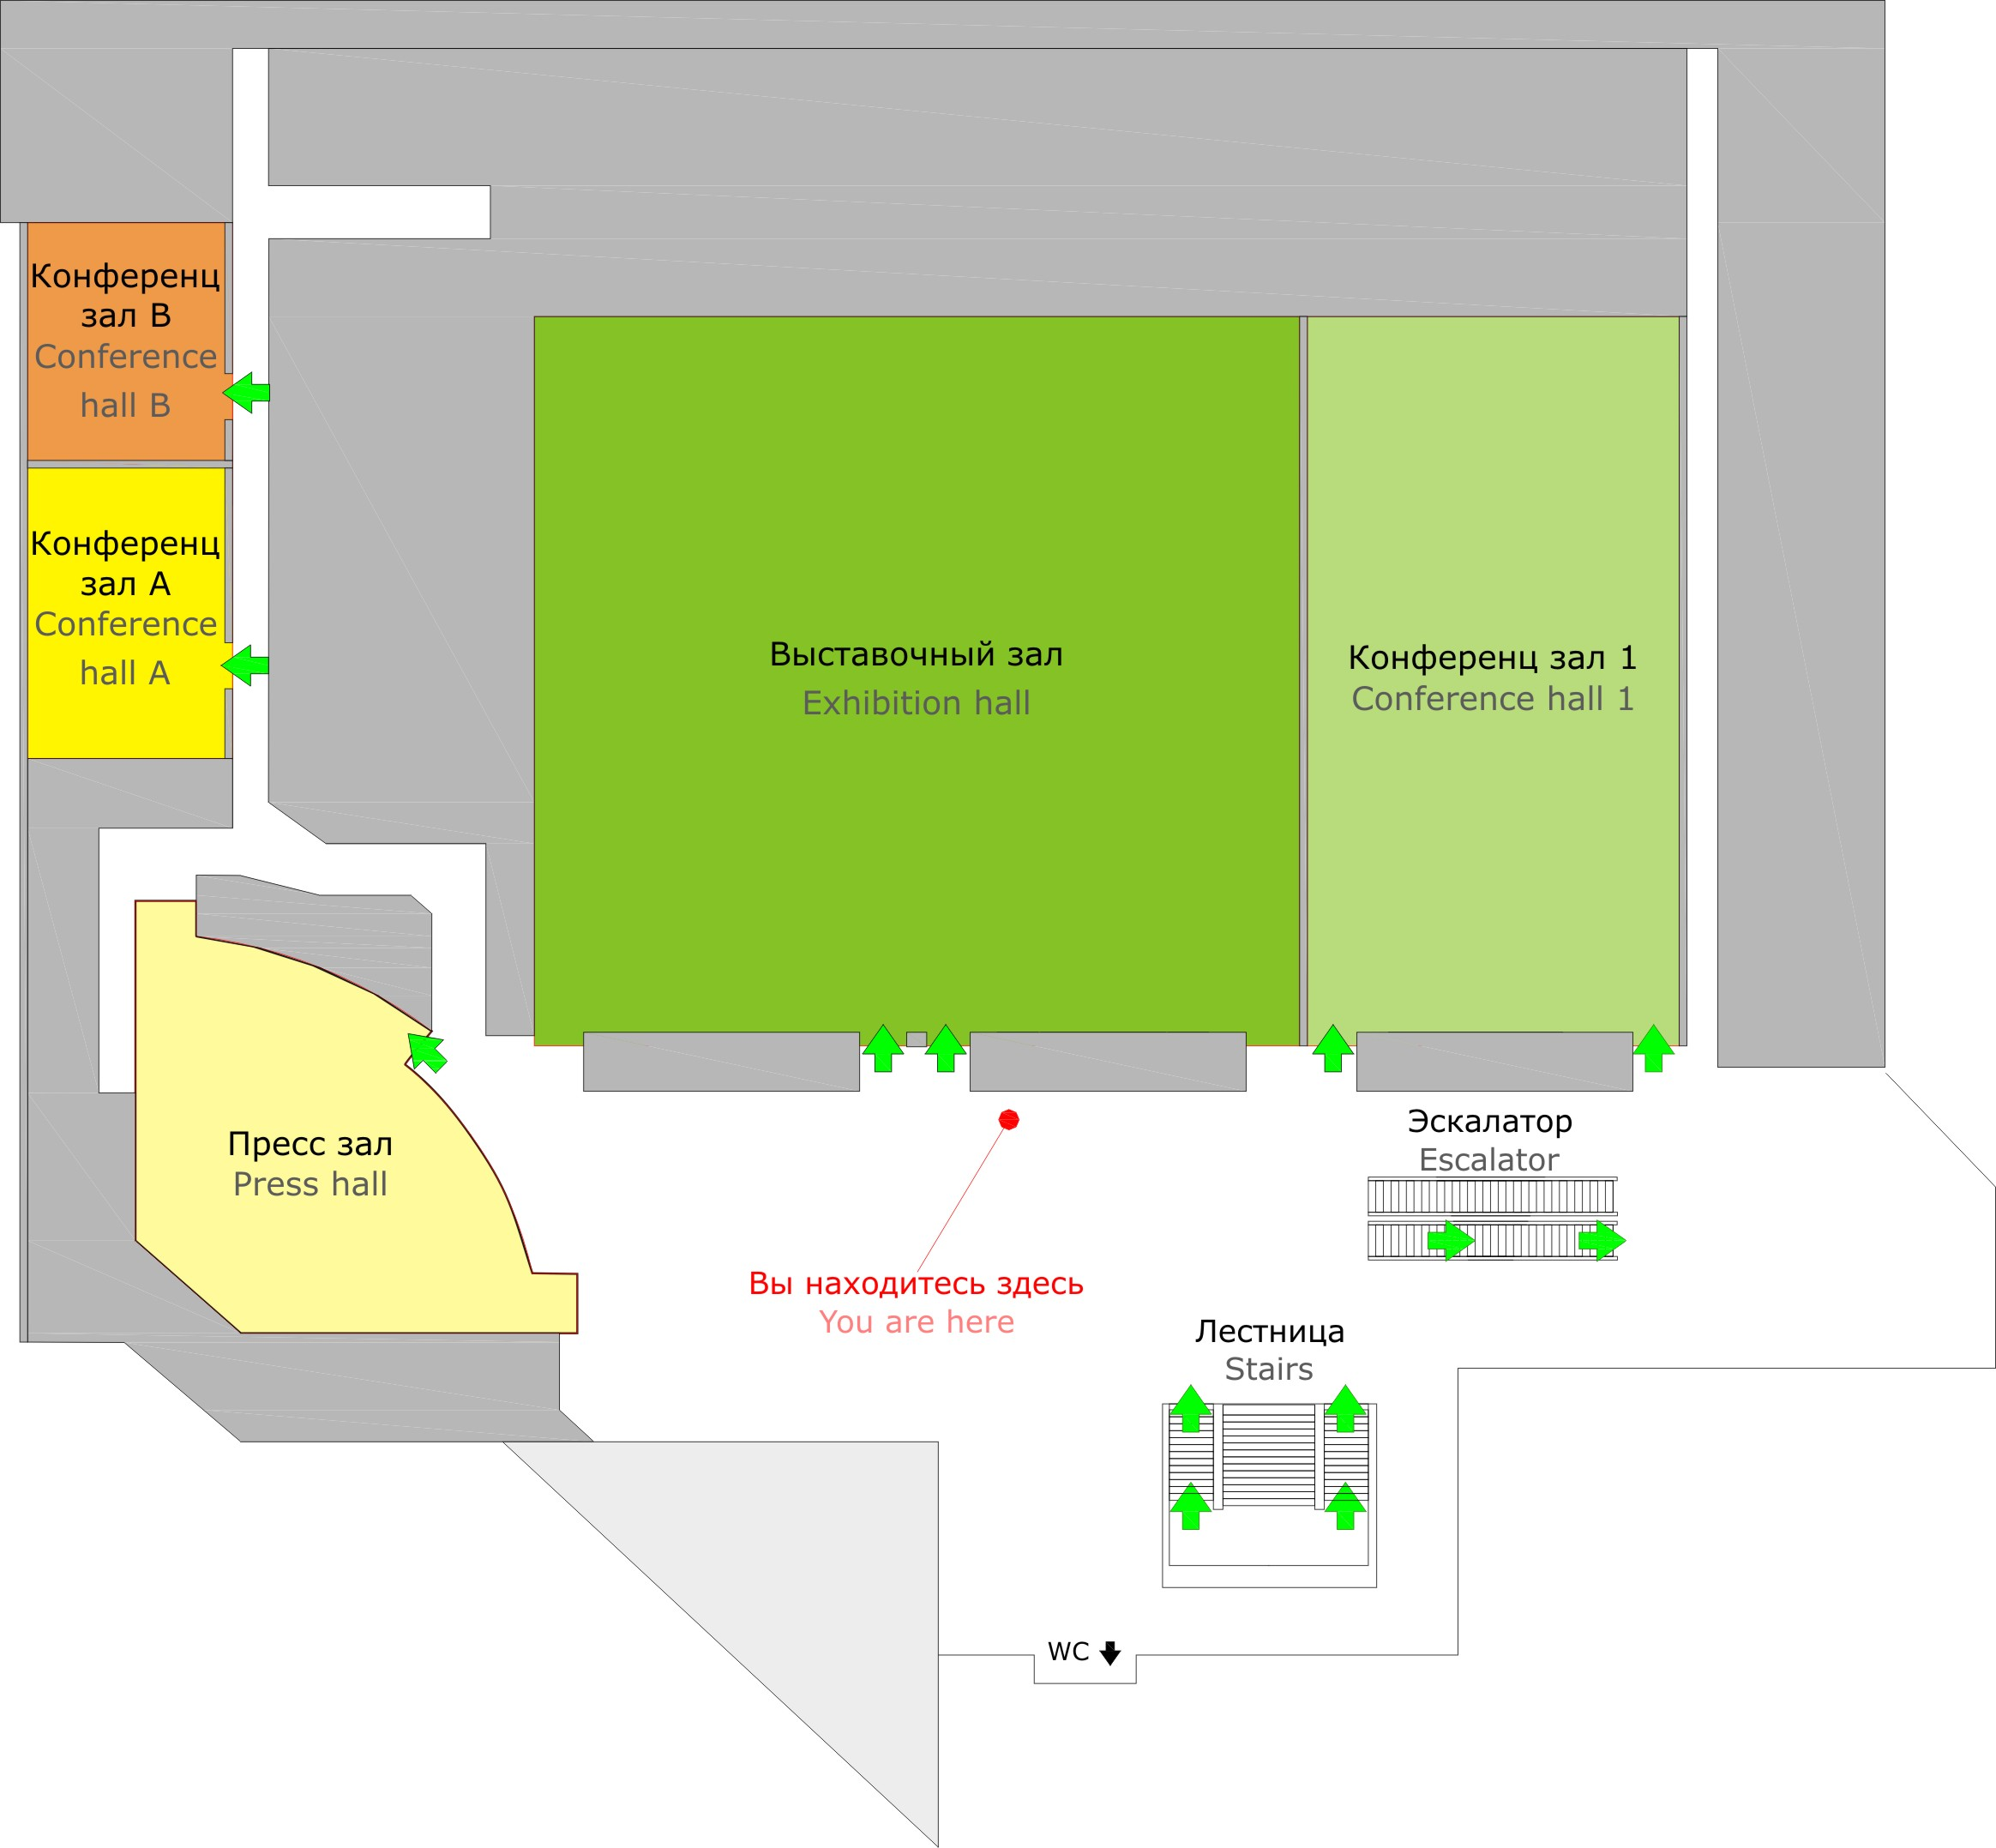 Конференц
зал B
Conference
hall B
Конференц
зал А
Conference
hall A
Выставочный зал
Exhibition hall
Конференц зал 1
Conference hall 1
Пресс зал
Press hall
Эскалатор
Escalator
Вы находитесь здесь
You are here
Лестница
Stairs
WC